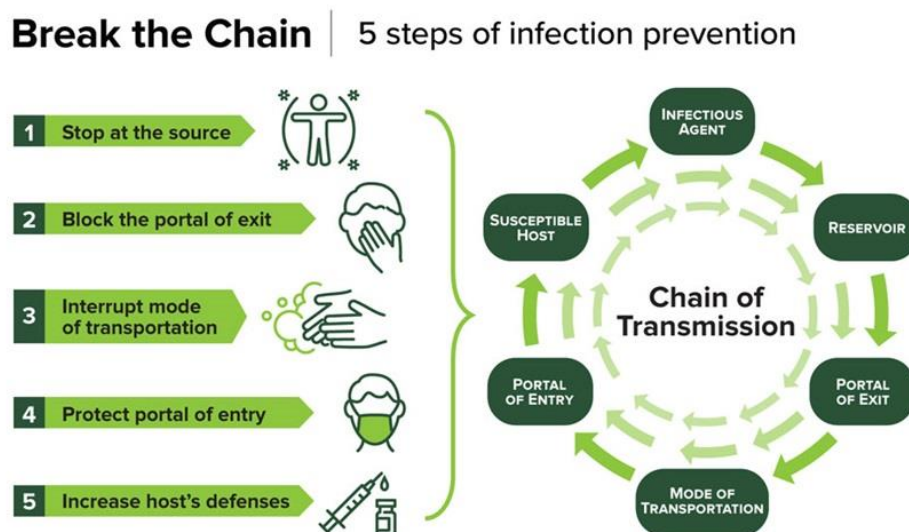 Break the Chain | 5 steps of infection prevention
1 Stop at the source
2 Block the portal of exit
3 Interrupt mode
of transportation
4 Protect portal of entry
5 Increase host's defenses
INFECTIOUS
AGENT
RESERVOIR
PORTAL
OF EXIT
MODE OF
TRANSPORTATION
PORTAL
OF ENTRY
SUSCEPTIBLE
HOST
Chain of
Transmission